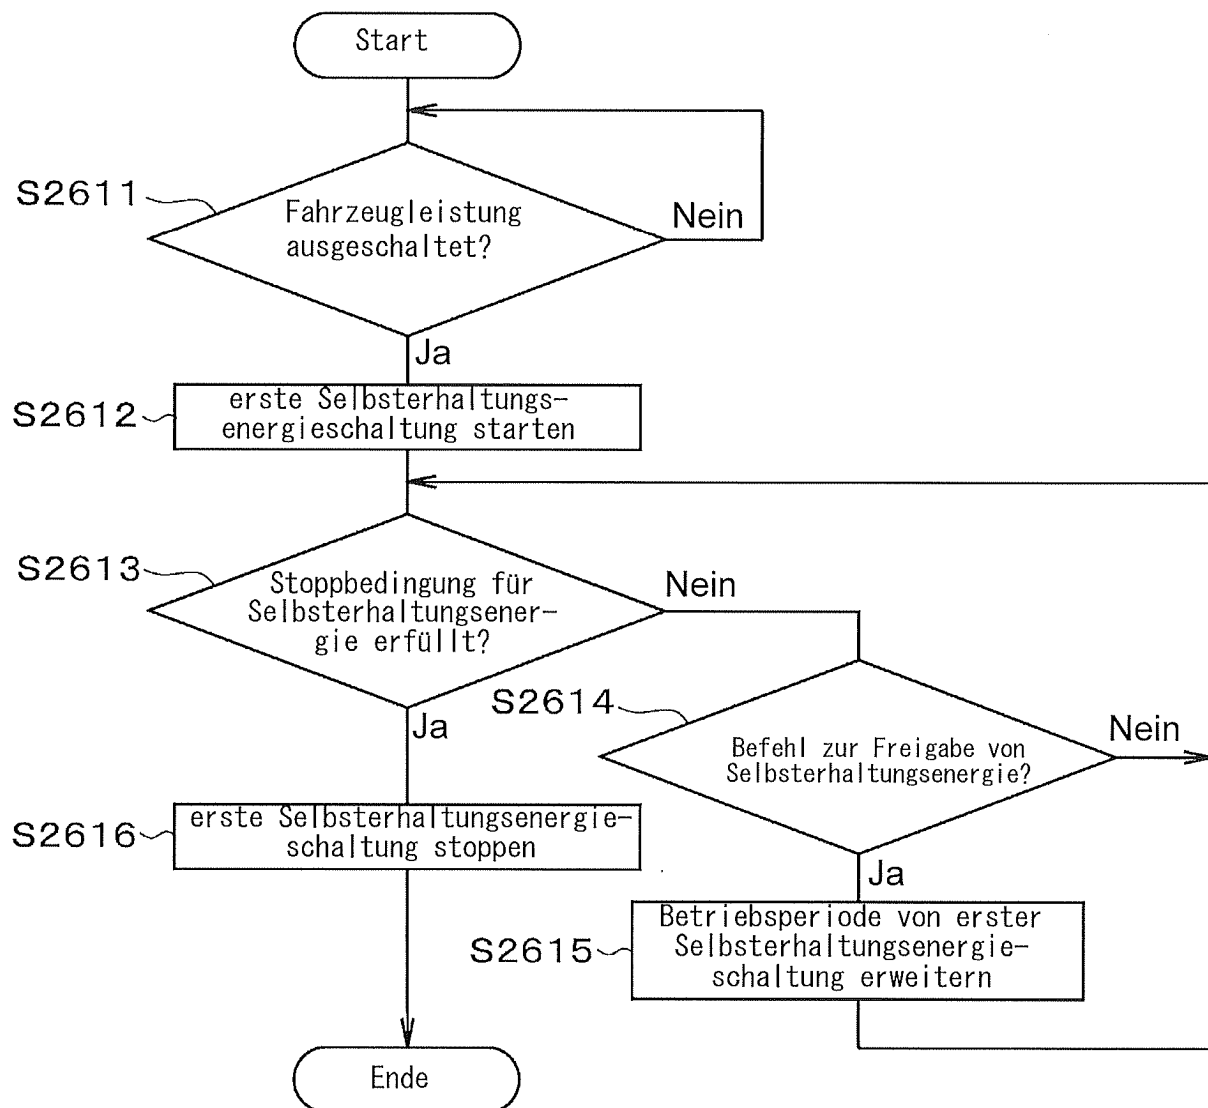 Start
S2611
Fahrzeugleistung
ausgeschaltet?
Nein
Ja
S2612
erste Selbsterhaltungs-
energieschaltung starten
S2613
Stoppbedingung für
Selbsterhaltungsener-
gie erfüllt?
Nein
Ja
S2614
Befehl zur Freigabe von
Selbsterhaltungsenergie?
Nein
Ja
S2616
erste Selbsterhaltungsenergie-
schaltung stoppen
S2615
Betriebsperiode von erster
Selbsterhaltungsenergie-
schaltung erweitern
Ende